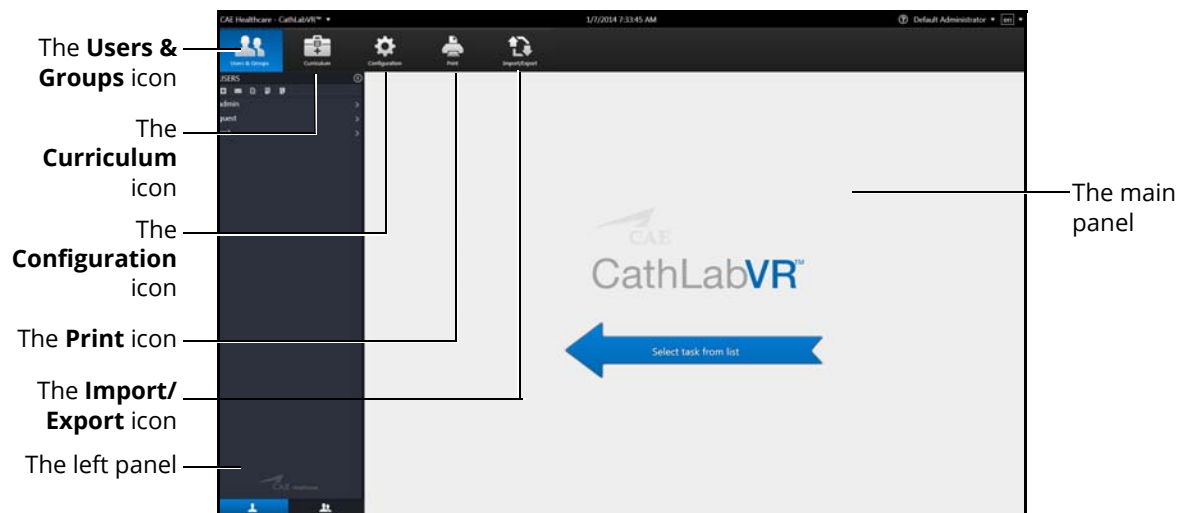 CAE Healthcare - CathLabVR™
1/7/2014 7:33:45 AM
Default Administrator
en
The Users &
Groups icon
Users & Groups
Curriculum
Configuration
Print
Import/Export
USERS
admin
guest
The
Curriculum
icon
The
Configuration
icon
The Print icon
The Import/
Export icon
The left panel
The main
panel
CAE
CathLabVR™
Select task from list
CAE Healthcare